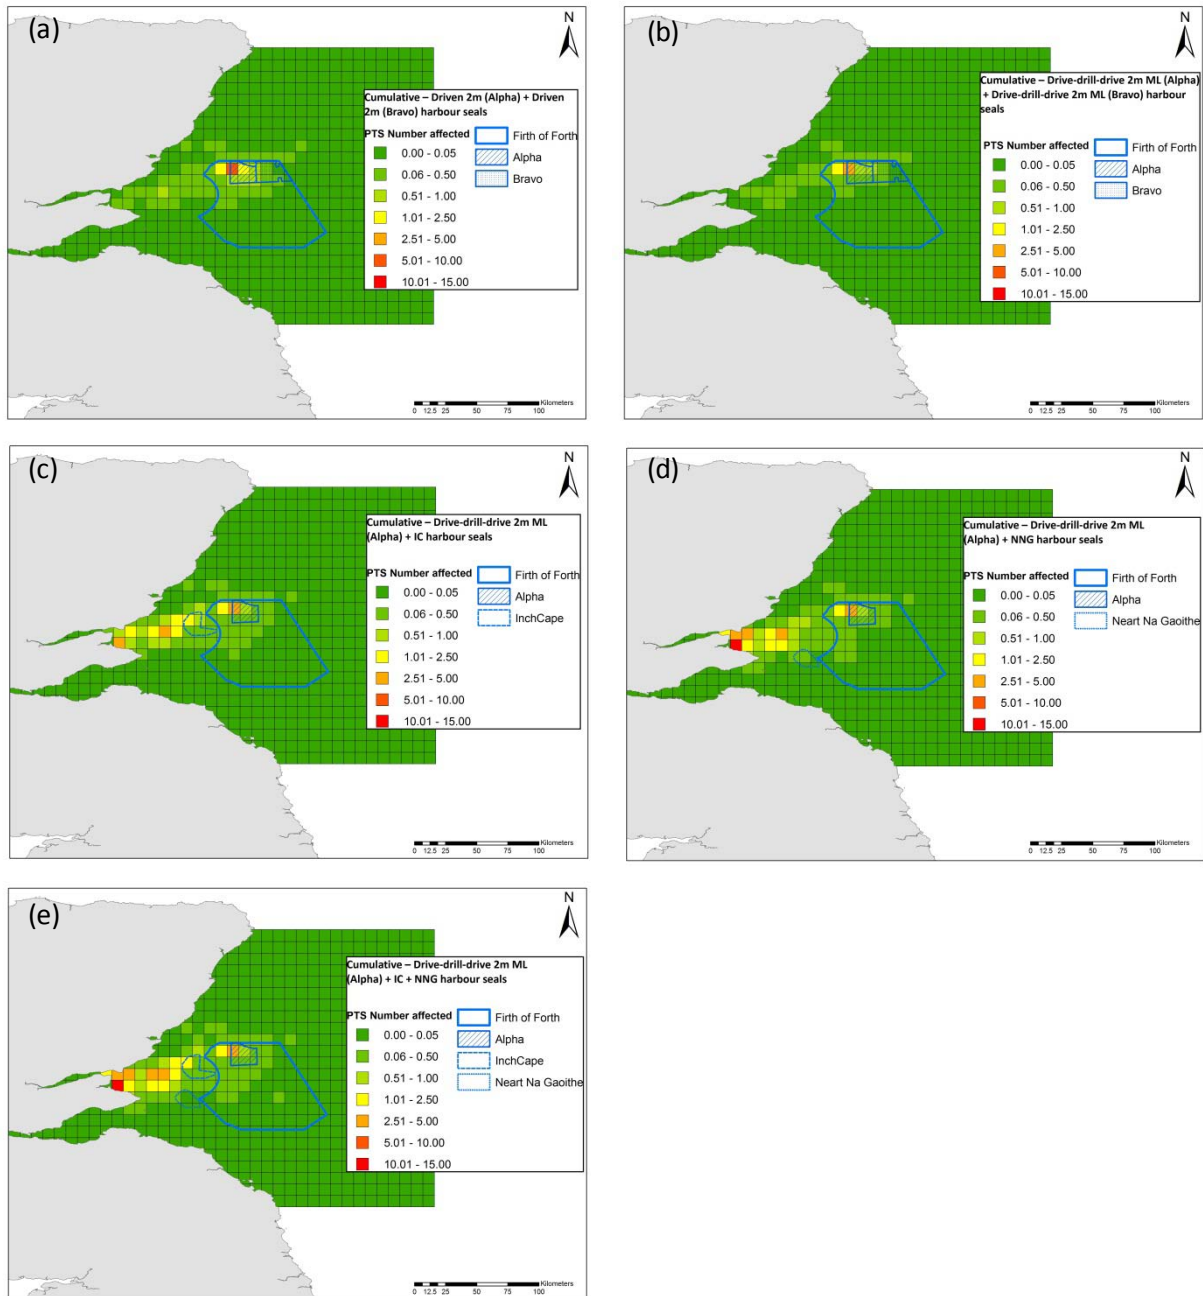 (a)
N
Cumulative – Driven 2m (Alpha) + Driven
2m (Bravo) harbour seals
PTS Number affected
0.00 - 0.05
0.06 - 0.50
0.51 - 1.00
1.01 - 2.50
2.51 - 5.00
5.01 - 10.00
10.01 - 15.00
Firth of Forth
Alpha
Bravo
Kilometers
0 12.5 25 50 75 100
(b)
N
Cumulative – Drive-drill-drive 2m ML (Alpha)
+ Drive-drill-drive 2m ML (Bravo) harbour
seals
PTS Number affected
0.00 - 0.05
0.06 - 0.50
0.51 - 1.00
1.01 - 2.50
2.51 - 5.00
5.01 - 10.00
10.01 - 15.00
Firth of Forth
Alpha
Bravo
Kilometers
0 12.5 25 50 75 100
(c)
N
Cumulative – Drive-drill-drive 2m ML
(Alpha) + IC harbour seals
PTS Number affected
0.00 - 0.05
0.06 - 0.50
0.51 - 1.00
1.01 - 2.50
2.51 - 5.00
5.01 - 10.00
10.01 - 15.00
Firth of Forth
Alpha
InchCape
Kilometers
0 12.5 25 50 75 100
(d)
N
Cumulative – Drive-drill-drive 2m ML
(Alpha) + NNG harbour seals
PTS Number affected
0.00 - 0.05
0.06 - 0.50
0.51 - 1.00
1.01 - 2.50
2.51 - 5.00
5.01 - 10.00
10.01 - 15.00
Firth of Forth
Alpha
Neart Na Gaoithe
Kilometers
0 12.5 25 50 75 100
(e)
N
Cumulative – Drive-drill-drive 2m ML
(Alpha) + IC + NNG harbour seals
PTS Number affected
0.00 - 0.05
0.06 - 0.50
0.51 - 1.00
1.01 - 2.50
2.51 - 5.00
5.01 - 10.00
10.01 - 15.00
Firth of Forth
Alpha
InchCape
Neart Na Gaoithe
Kilometers
0 12.5 25 50 75 100